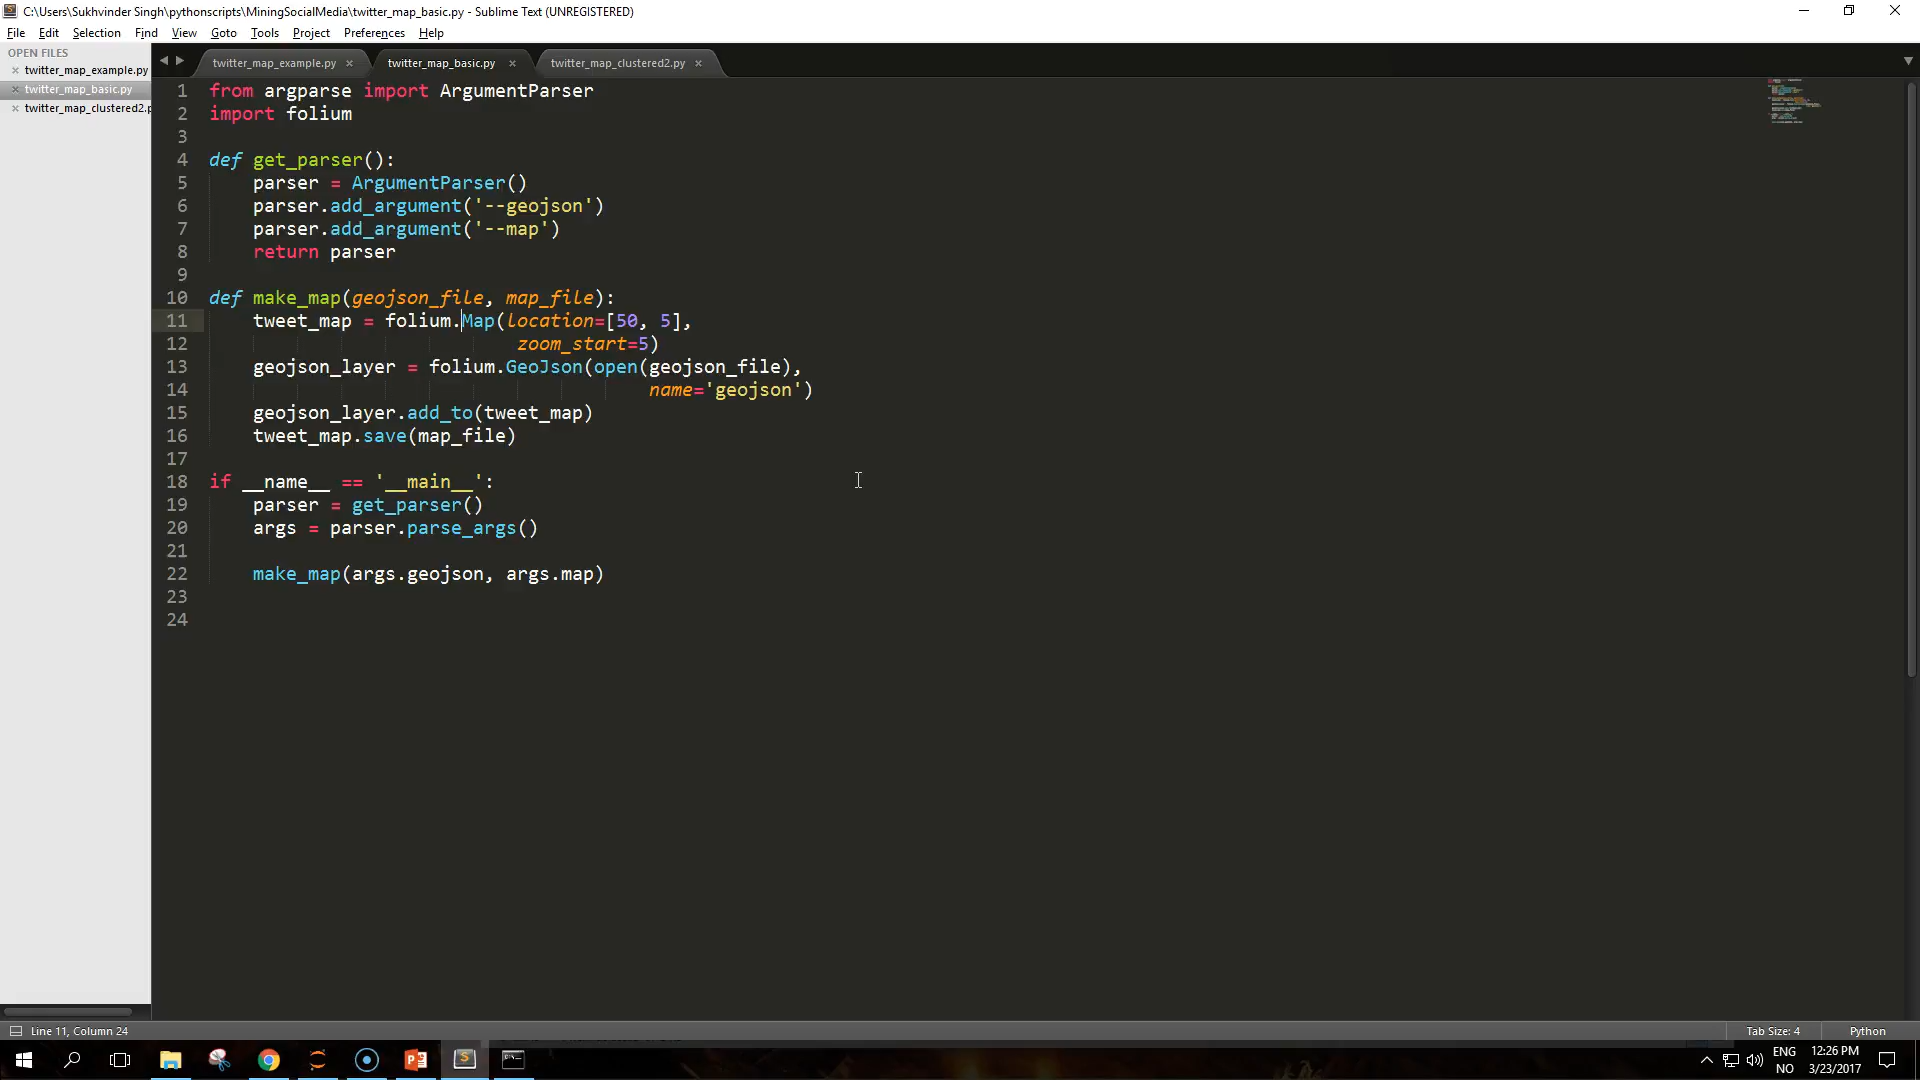 C:\Users\Sukhvinder Singh\pythonscripts\MiningSocialMedia\twitter_map_basic.py - Sublime Text (UNREGISTERED)
File Edit Selection Find View Goto Tools Project Preferences Help
OPEN FILES
twitter_map_example.py
twitter_map_basic.py
twitter_map_clustered2.p
twitter_map_example.py
twitter_map_basic.py
twitter_map_clustered2.py
1 from argparse import ArgumentParser
2 import folium
3
4 def get_parser():
5     parser = ArgumentParser()
6     parser.add_argument('--geojson')
7     parser.add_argument('--map')
8     return parser
9
10 def make_map(geojson_file, map_file):
11     tweet_map = folium.Map(location=[50, 5],
12                             zoom_start=5)
13     geojson_layer = folium.GeoJson(open(geojson_file),
14                                         name='geojson')
15     geojson_layer.add_to(tweet_map)
16     tweet_map.save(map_file)
17
18 if __name__ == '__main__':
19     parser = get_parser()
20     args = parser.parse_args()
21
22     make_map(args.geojson, args.map)
23
24
Line 11, Column 24
Tab Size: 4
Python
ENG
NO
12:26 PM
3/23/2017